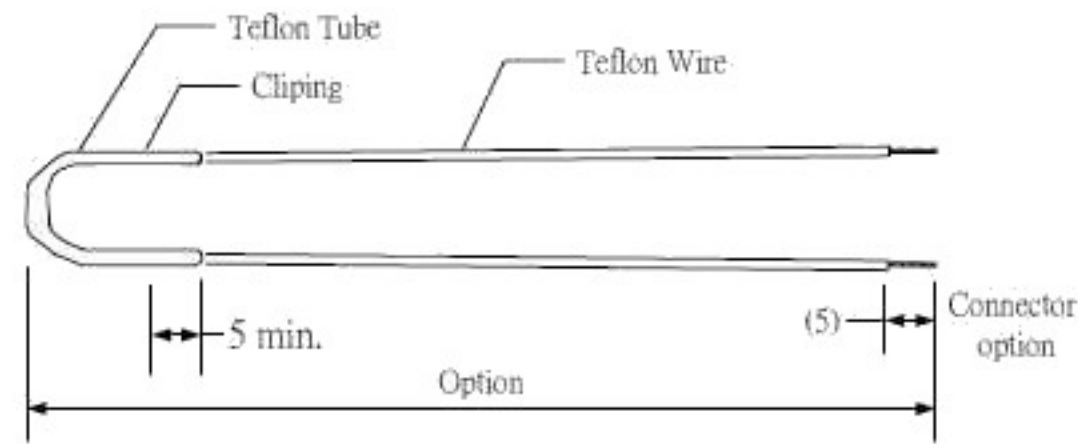 Teflon Tube
Cliping
Teflon Wire
5 min.
(5)
Connector
option
Option